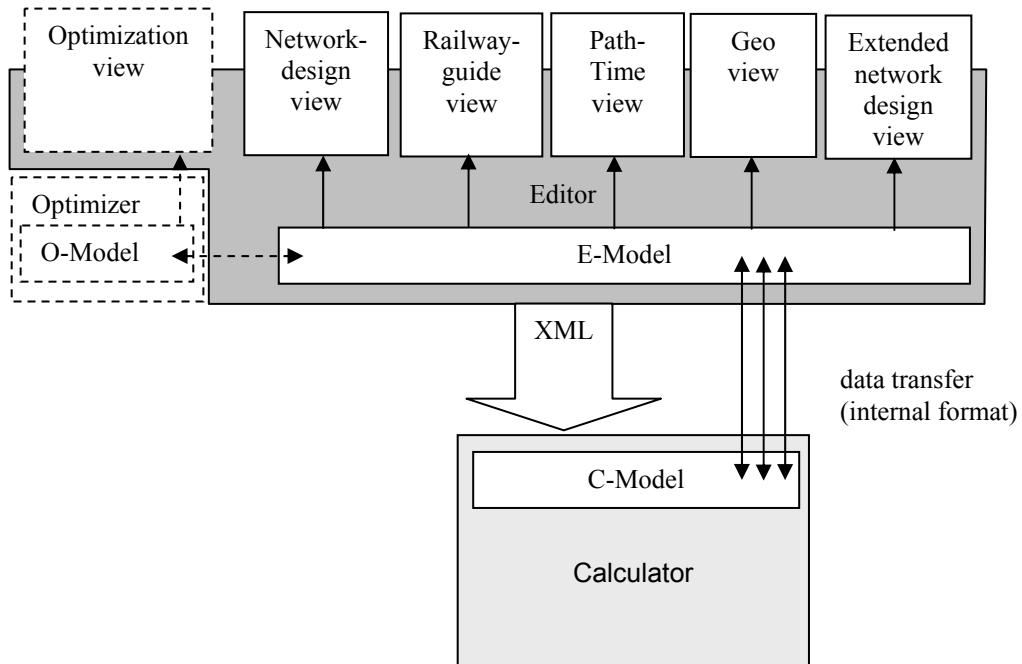 Optimization
view
Network-
design
view
Railway-
guide
view
Path-
Time
view
Geo
view
Extended
network
design
view
Optimizer
O-Model
Editor
E-Model
XML
data transfer
(internal format)
C-Model
Calculator